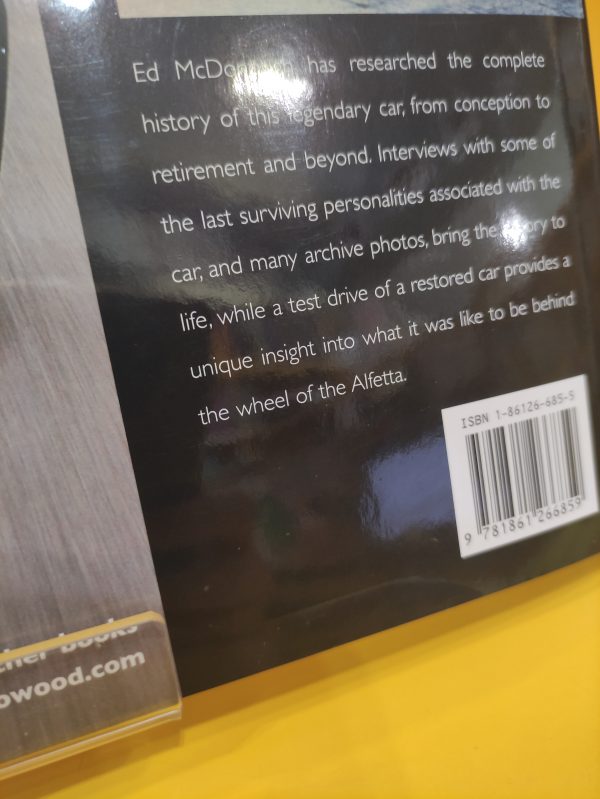 Ed has researched the complete
history of this legendary car, from conception to
retirement and beyond. Interviews with some of
the last surviving personalities associated with the
car, and many archive photos, bring the story to
life, while a test drive of a restored car provides a
unique insight into what it was like to be behind
the wheel of the Alfetta.
ISBN 1-86126-685-5
9 781861 266859
books
owood.com